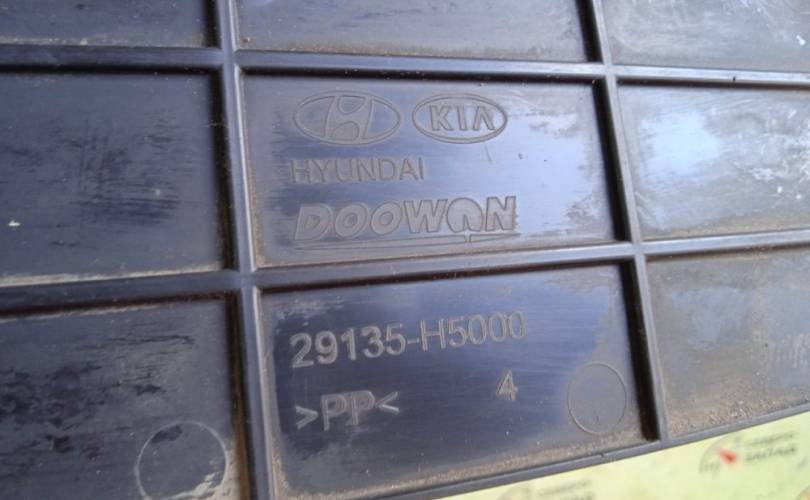 KIA
HYUNDAI
DOOWON
29135-H5000
>PP< 4